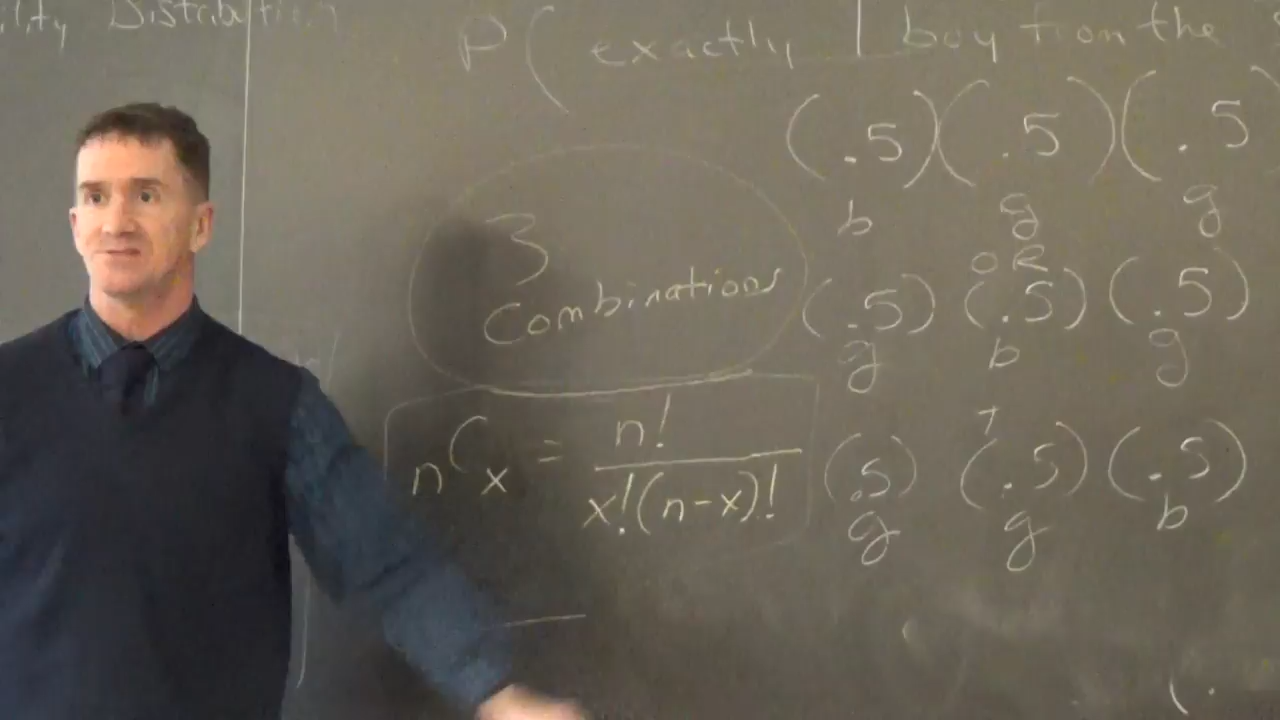 ility Distribution
P( exactly 1 boy from the
(.5)(.5)(.5
b g g
OR
(.5) (.5) (.5)
g b g
+
(.5) (.5) (.5)
g g b
3
Combinations
nCx = n! / x!(n-x)!
(.